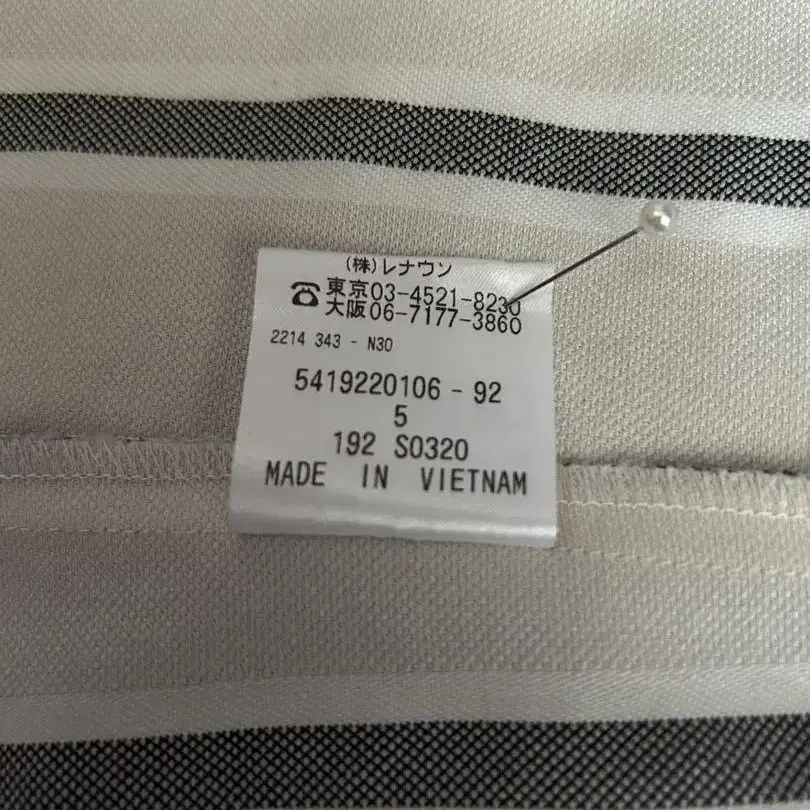 (株)レナウン
☎東京03-4521-8230
大阪06-7177-3860
2214 343 - N30
5419220106 - 92
5
192 S0320
MADE IN VIETNAM